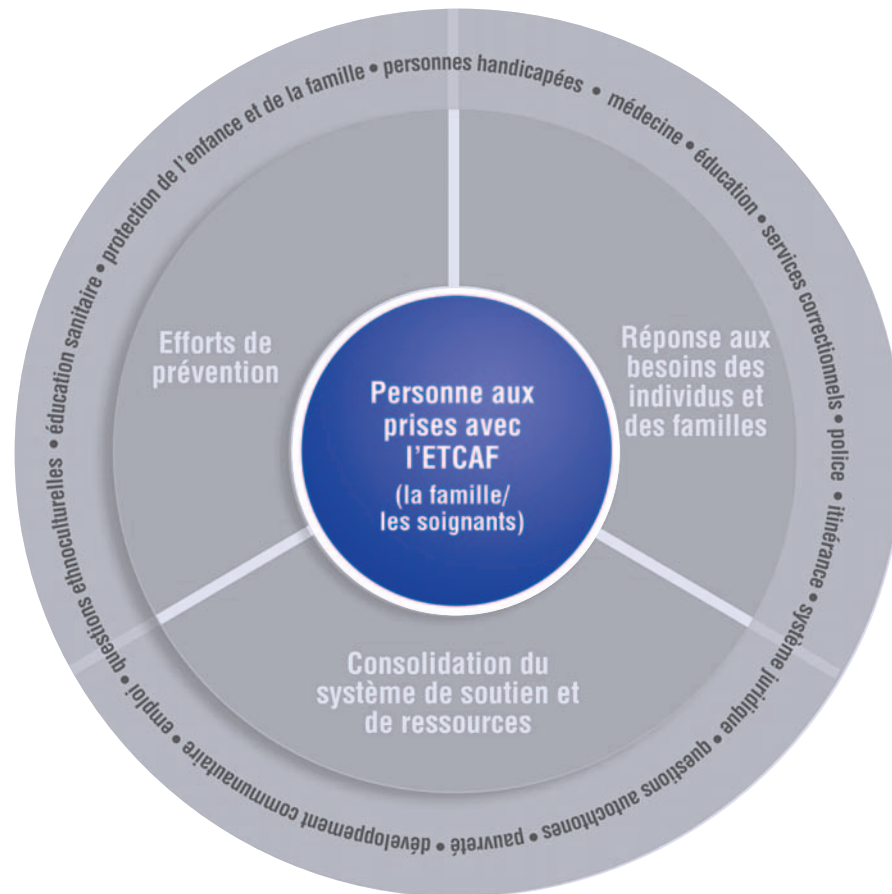 personnes handicapées • médecine • éducation • services correctionnels • police • itinérance • système juridique • questions autochtones • pauvreté • développement communautaire • emploi • questions ethnoculturelles • éducation sanitaire • protection de l'enfance et de la famille •
Efforts de
prévention
Personne aux
prises avec
l'ETCAF
(la famille/
les soignants)
Réponse aux
besoins des
individus et
des familles
Consolidation du
système de soutien et
de ressources